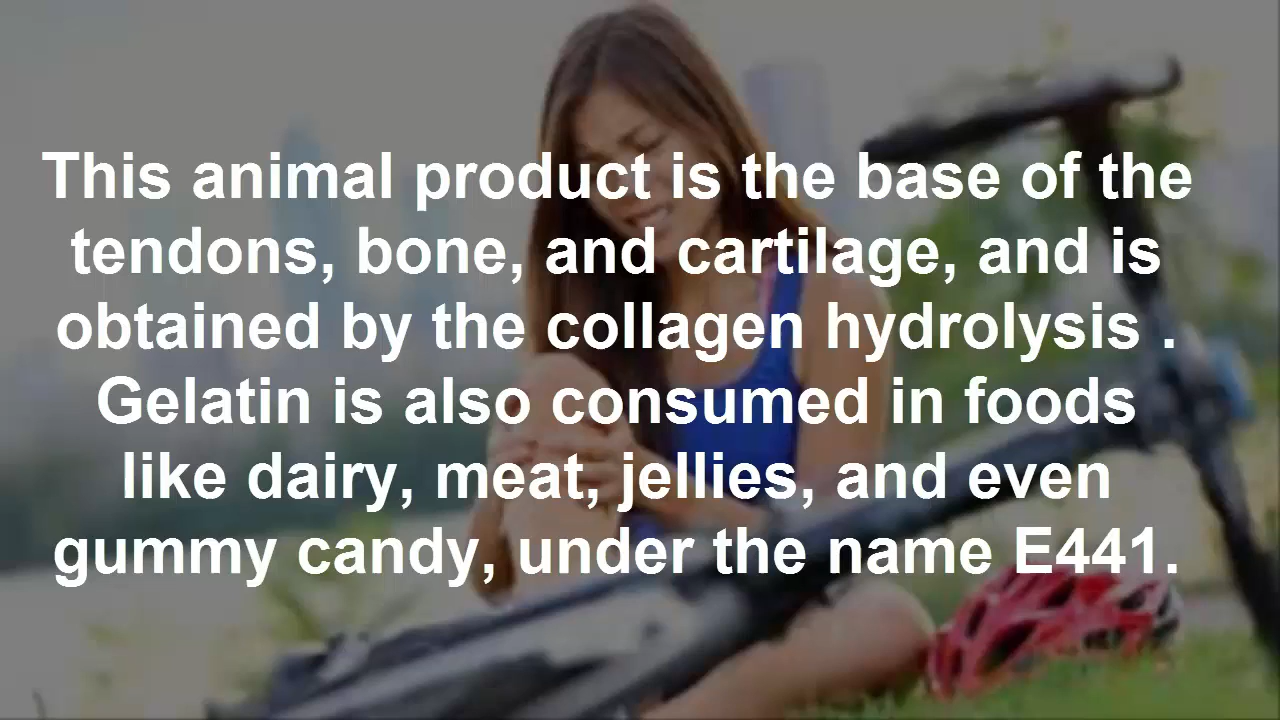 This animal product is the base of the
tendons, bone, and cartilage, and is
obtained by the collagen hydrolysis .
Gelatin is also consumed in foods
like dairy, meat, jellies, and even
gummy candy, under the name E441.